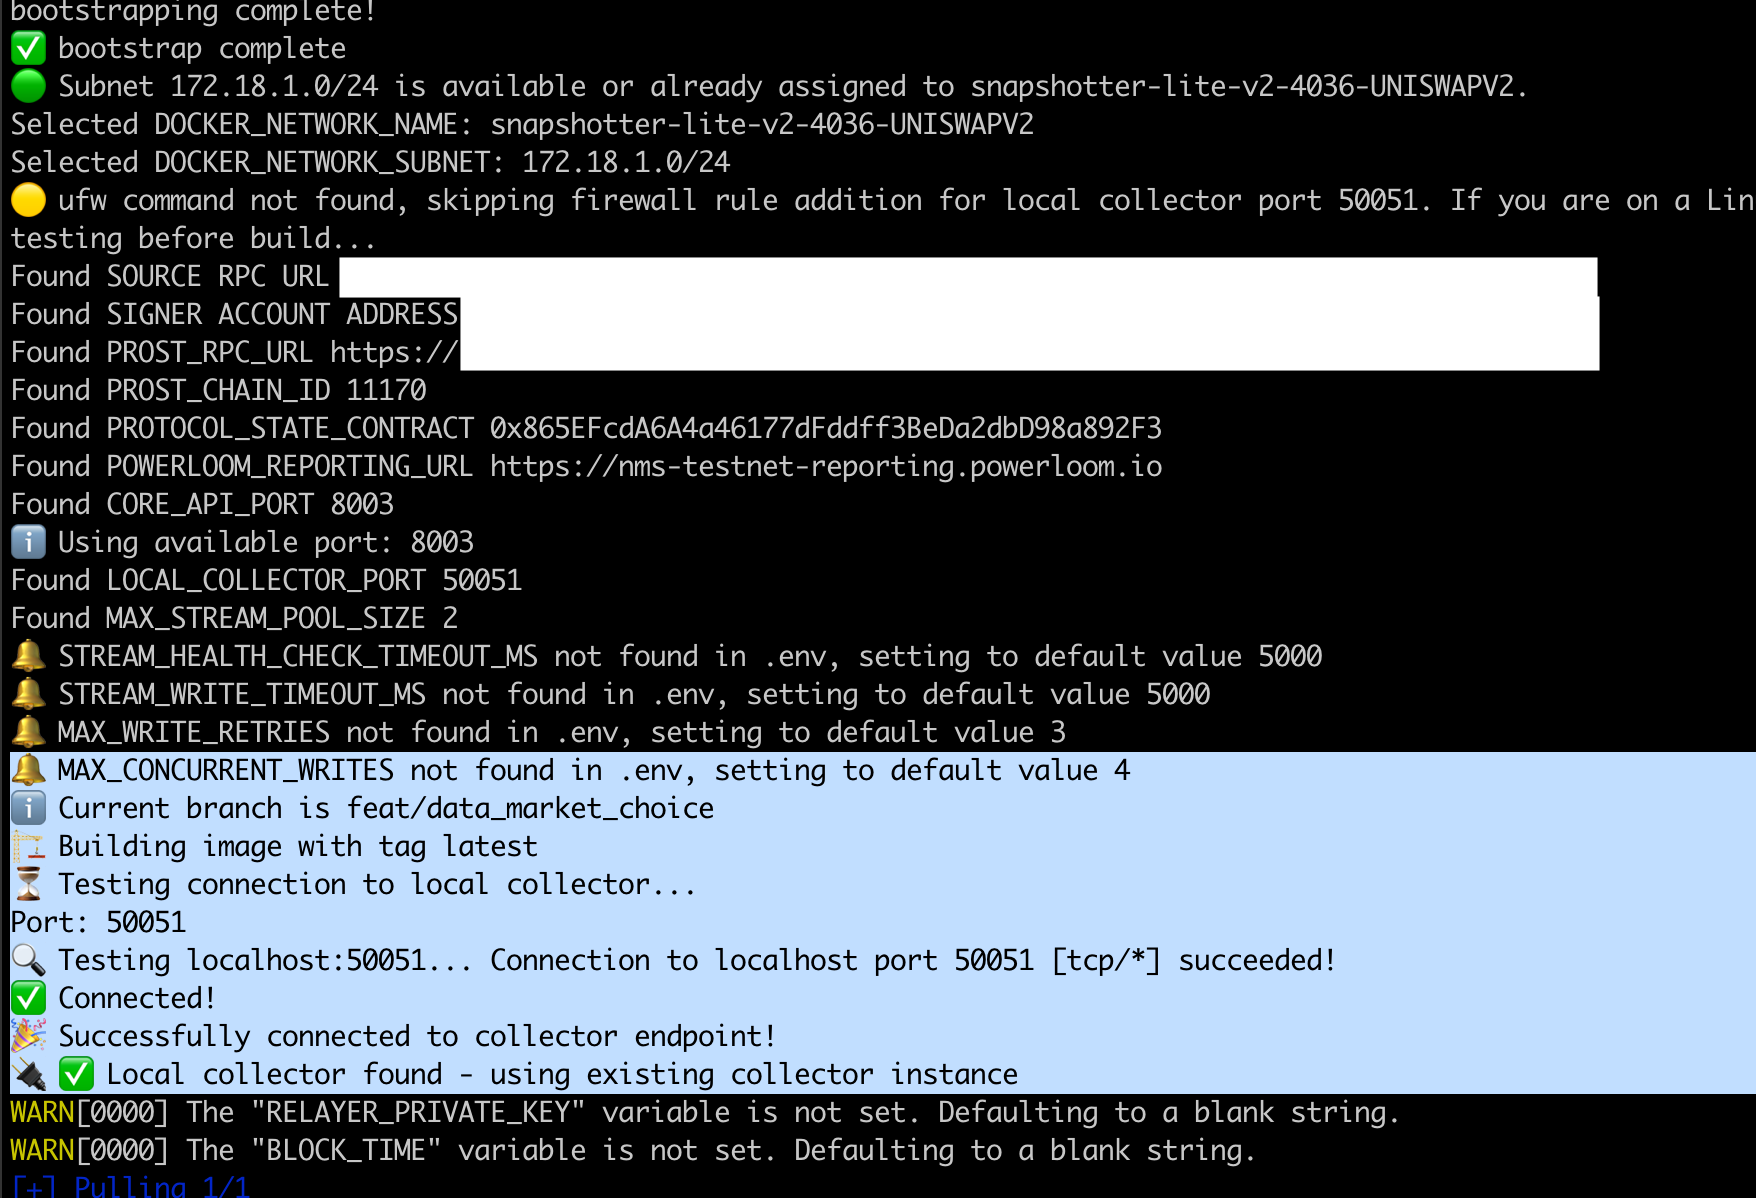 bootstrapping complete!
✅ bootstrap complete
🟢 Subnet 172.18.1.0/24 is available or already assigned to snapshotter-lite-v2-4036-UNISWAPV2.
Selected DOCKER_NETWORK_NAME: snapshotter-lite-v2-4036-UNISWAPV2
Selected DOCKER_NETWORK_SUBNET: 172.18.1.0/24
🟡 ufw command not found, skipping firewall rule addition for local collector port 50051. If you are on a Lin
testing before build...
Found SOURCE RPC URL
Found SIGNER ACCOUNT ADDRESS
Found PROST_RPC_URL https://
Found PROST_CHAIN_ID 11170
Found PROTOCOL_STATE_CONTRACT 0x865EFcdA6A4a46177dFddff3BeDa2dbD98a892F3
Found POWERLOOM_REPORTING_URL https://nms-testnet-reporting.powerloom.io
Found CORE_API_PORT 8003
ℹ️ Using available port: 8003
Found LOCAL_COLLECTOR_PORT 50051
Found MAX_STREAM_POOL_SIZE 2
🔔 STREAM_HEALTH_CHECK_TIMEOUT_MS not found in .env, setting to default value 5000
🔔 STREAM_WRITE_TIMEOUT_MS not found in .env, setting to default value 5000
🔔 MAX_WRITE_RETRIES not found in .env, setting to default value 3
🔔 MAX_CONCURRENT_WRITES not found in .env, setting to default value 4
ℹ️ Current branch is feat/data_market_choice
🏗️ Building image with tag latest
⏳ Testing connection to local collector...
Port: 50051
🔍 Testing localhost:50051... Connection to localhost port 50051 [tcp/*] succeeded!
✅ Connected!
🎉 Successfully connected to collector endpoint!
🔌 ✅ Local collector found - using existing collector instance
WARN[0000] The "RELAYER_PRIVATE_KEY" variable is not set. Defaulting to a blank string.
WARN[0000] The "BLOCK_TIME" variable is not set. Defaulting to a blank string.
[+] Pulling 1/1